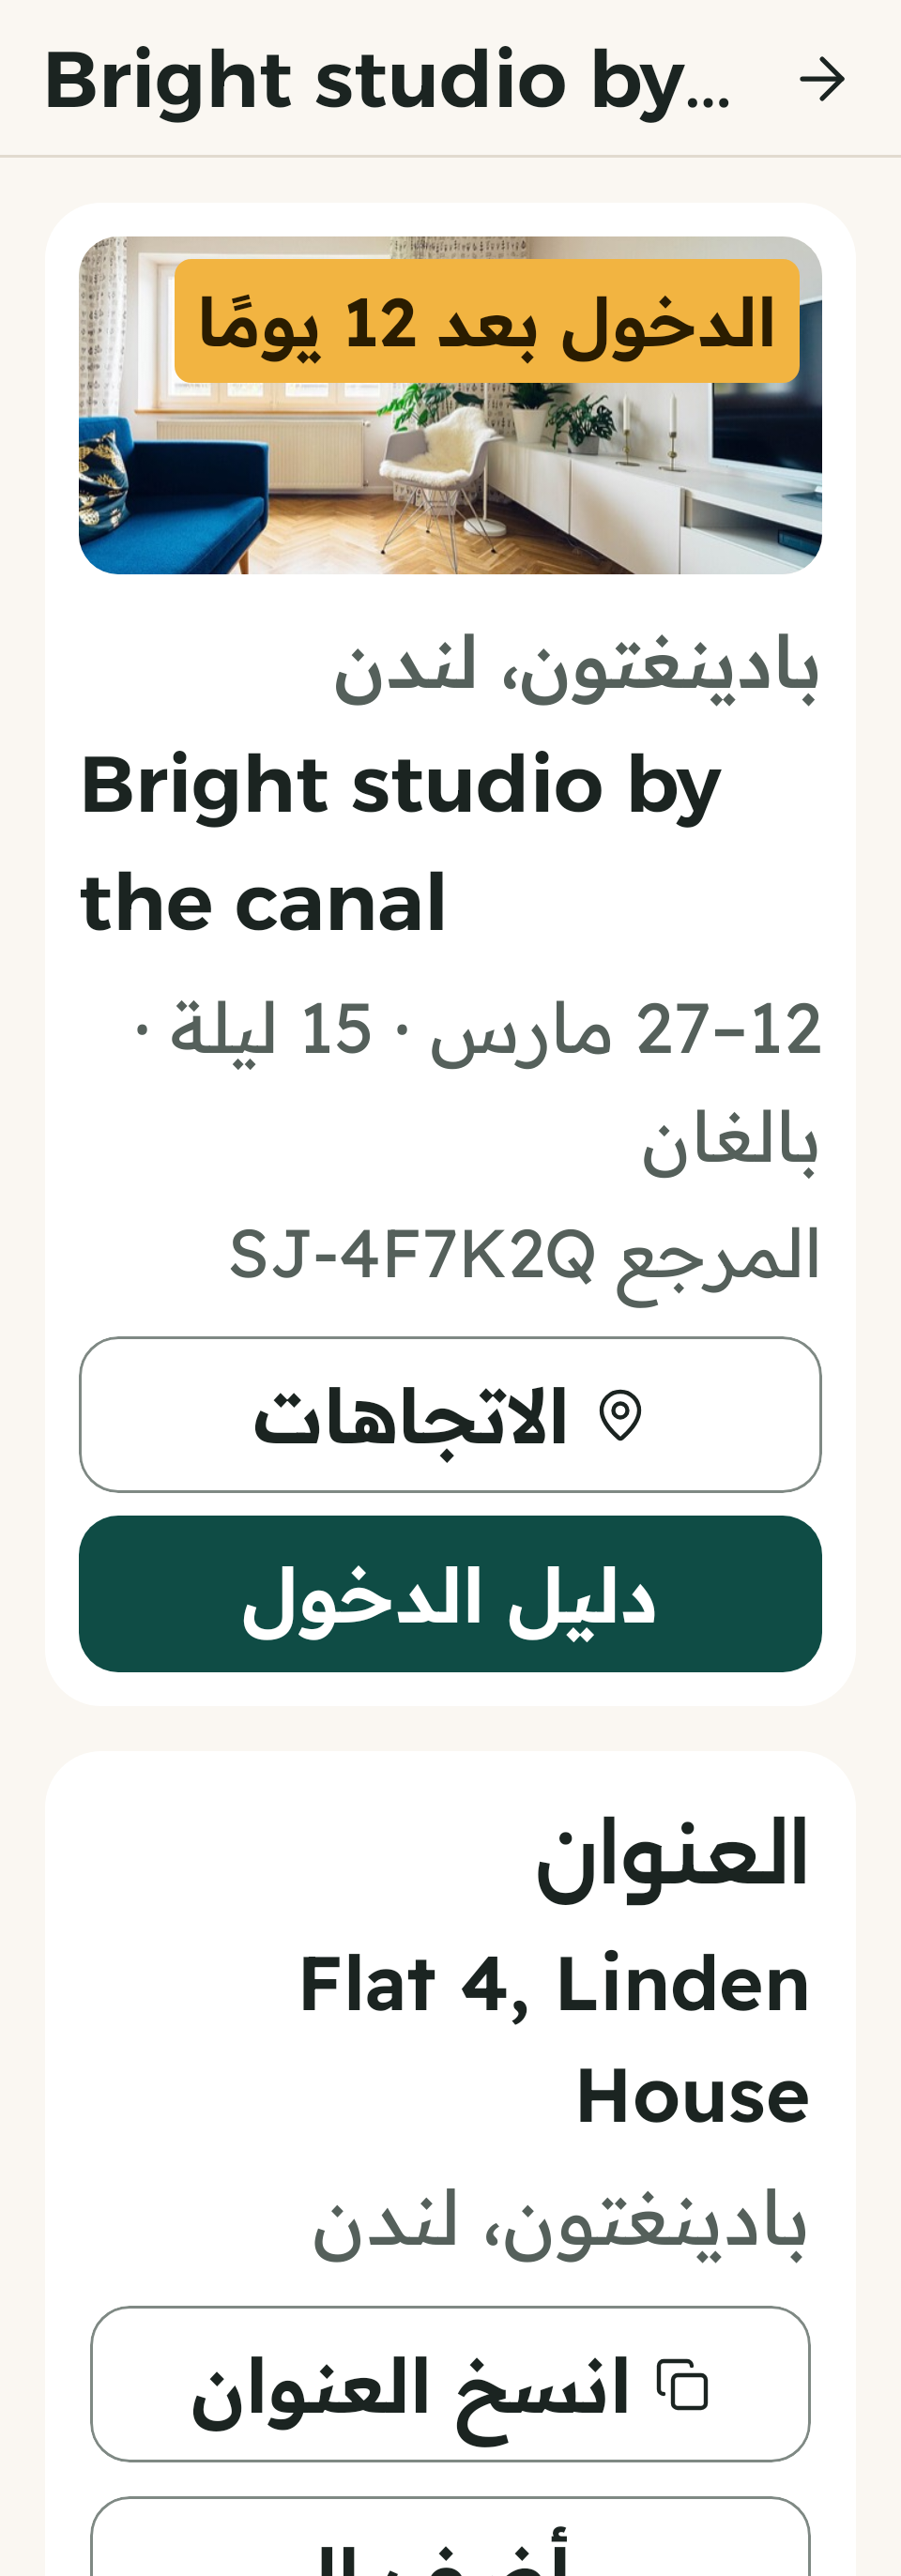 Bright studio by...
الدخول بعد 12 يومًا
بادينغتون، لندن
Bright studio by
the canal
12–27 مارس · 15 ليلة ·
بالغان
المرجع SJ-4F7K2Q
الاتجاهات
دليل الدخول
العنوان
Flat 4, Linden
House
بادينغتون، لندن
انسخ العنوان